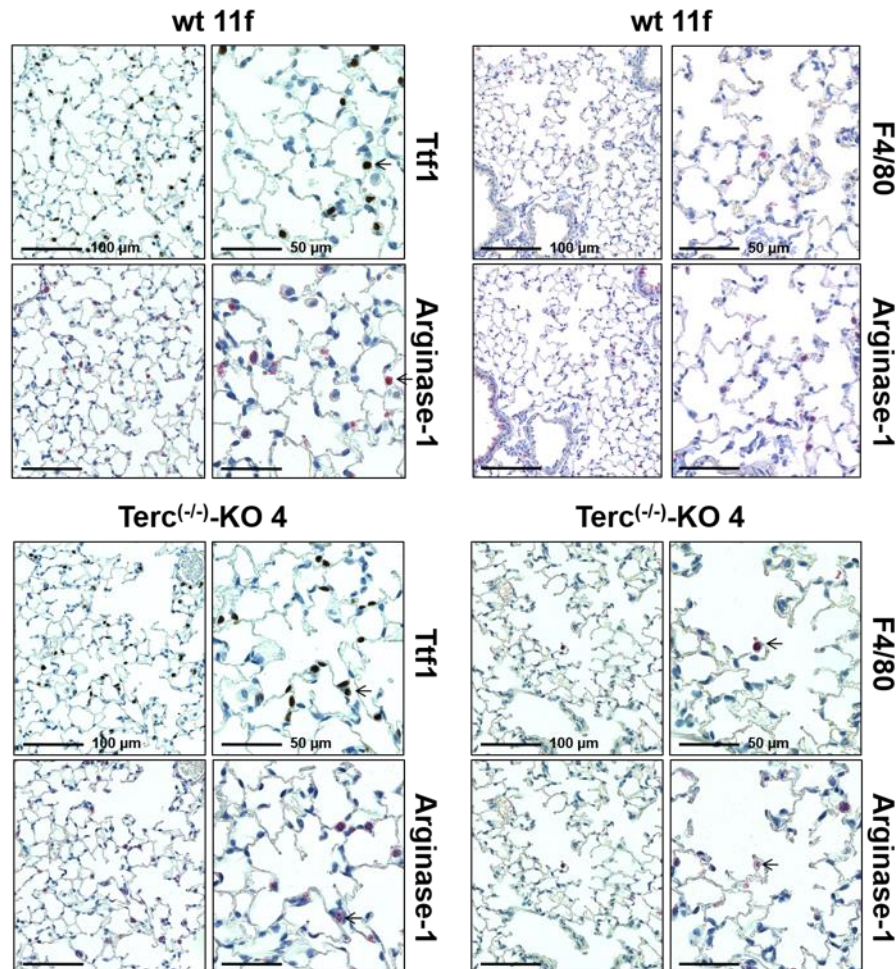 wt 11f
Ttf1
100 µm
50 µm
Arginase-1
wt 11f
F4/80
100 µm
50 µm
Arginase-1
Terc(-/-)-KO 4
Ttf1
100 µm
50 µm
Arginase-1
Terc(-/-)-KO 4
F4/80
100 µm
50 µm
Arginase-1